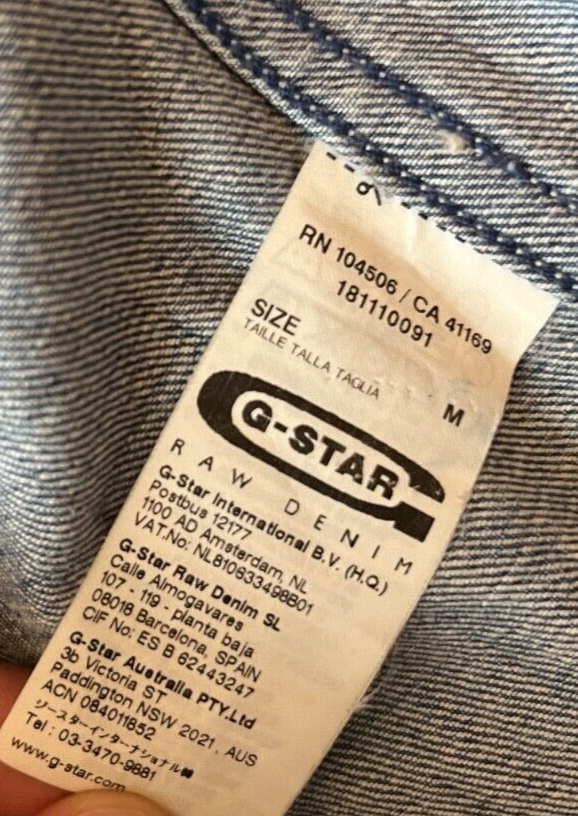 RN 104506 / CA 41169
181110091
SIZE
TAILLE TALLA TAGLIA
M
G-STAR
RAW DENIM
G-Star International B.V. (H.Q.)
Postbus 12177
1100 AD Amsterdam, NL
VAT.No: NL810633498B01
G-Star Raw Denim SL
Calle Almogavares
107 - 119 - planta baja
08018 Barcelona, SPAIN
CIF No: ES B 62443247
G-Star Australia PTY.Ltd
3b Victoria ST
Paddington NSW 2021, AUS
ACN 084011852
ジースターインターナショナル㈱
Tel : 03-3470-9881
www.g-star.com